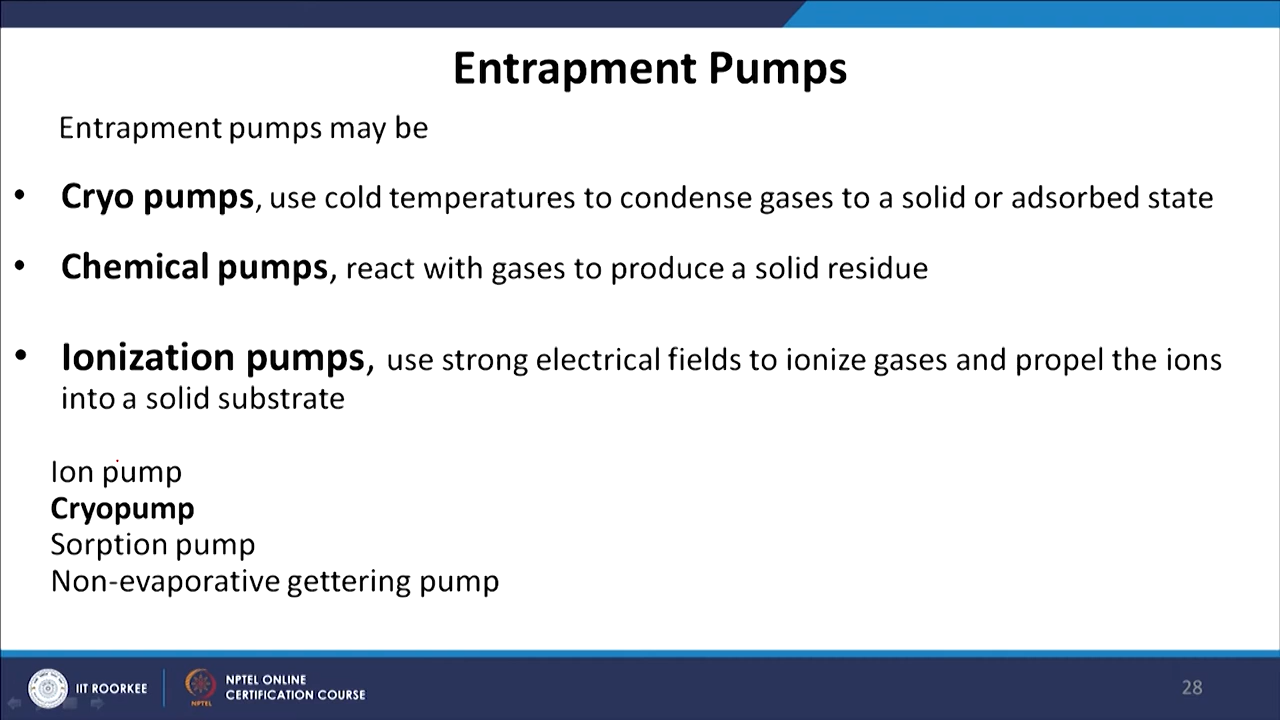 Entrapment Pumps
Entrapment pumps may be
• Cryo pumps, use cold temperatures to condense gases to a solid or adsorbed state
• Chemical pumps, react with gases to produce a solid residue
• Ionization pumps, use strong electrical fields to ionize gases and propel the ions
into a solid substrate
Ion pump
Cryopump
Sorption pump
Non-evaporative gettering pump
IIT ROORKEE
NPTEL
NPTEL ONLINE
CERTIFICATION COURSE
28